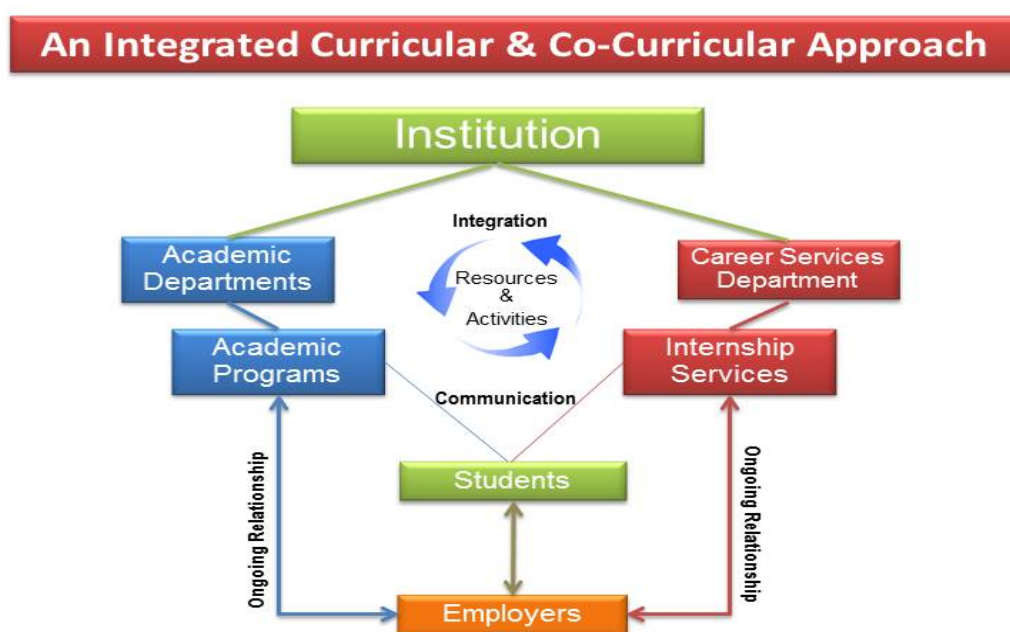 An Integrated Curricular & Co-Curricular Approach
Institution
Integration
Academic
Departments
Resources
&
Activities
Career Services
Department
Academic
Programs
Internship
Services
Communication
Ongoing Relationship
Students
Ongoing Relationship
Employers